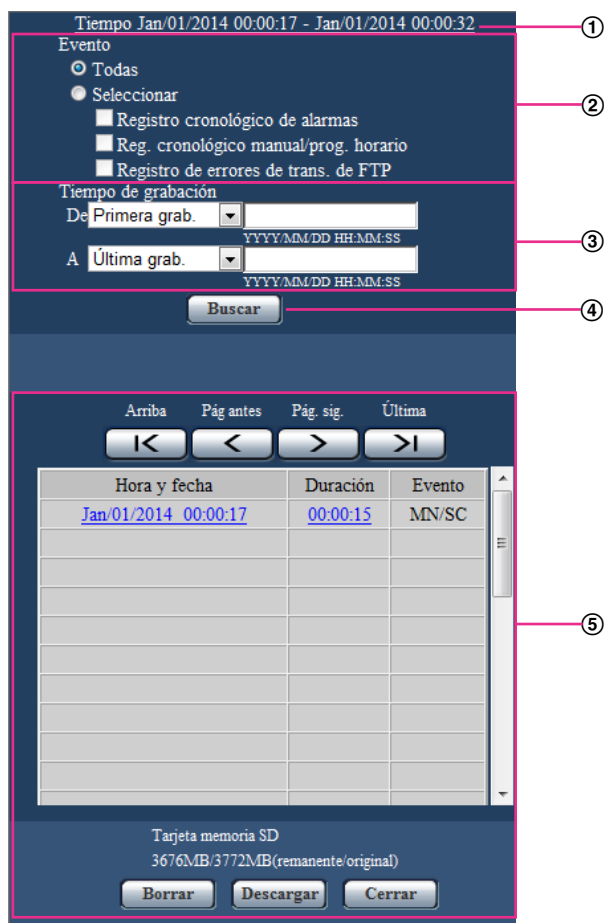 Tiempo Jan/01/2014 00:00:17 - Jan/01/2014 00:00:32 ①
Evento
Todas
Seleccionar ②
Registro cronológico de alarmas
Reg. cronológico manual/prog. horario
Registro de errores de trans. de FTP
Tiempo de grabación
De Primera grab.
YYYY/MM/DD HH:MM:SS ③
A Última grab.
YYYY/MM/DD HH:MM:SS
Buscar ④
Arriba Pág antes Pág. sig. Última
Hora y fecha Duración Evento
Jan/01/2014 00:00:17 00:00:15 MN/SC
⑤
Tarjeta memoria SD
3676MB/3772MB(remanente/original)
Borrar Descargar Cerrar